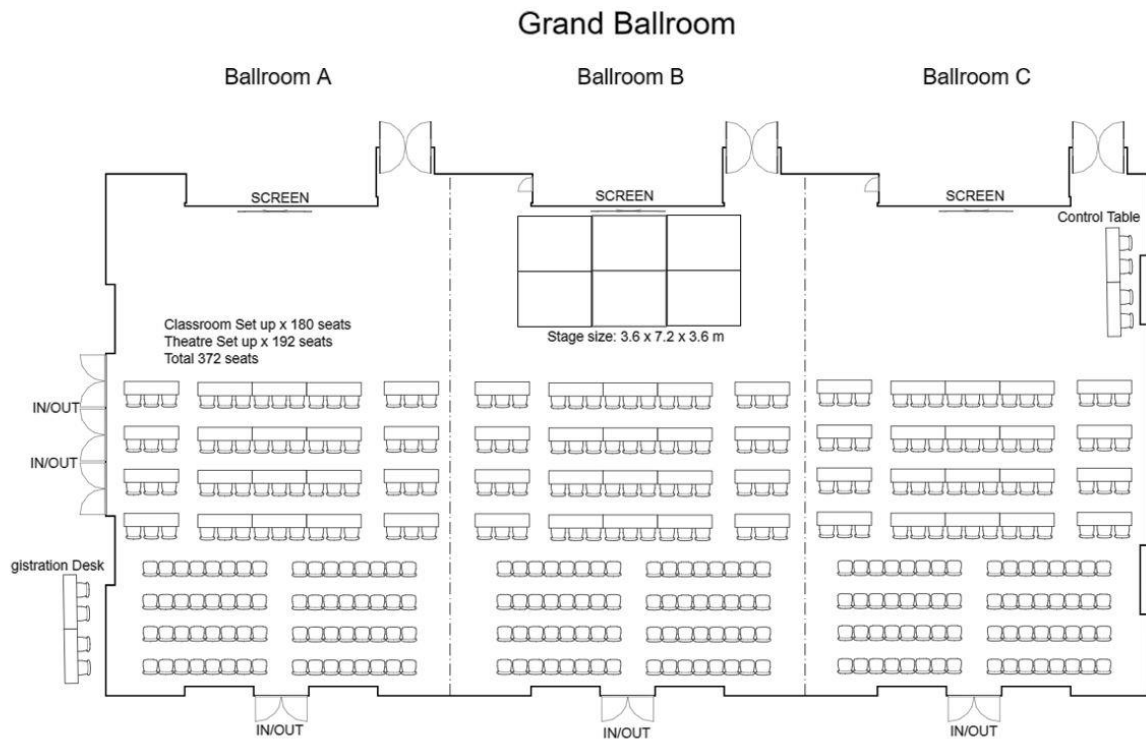 Grand Ballroom
Ballroom A
Ballroom B
Ballroom C
SCREEN
SCREEN
SCREEN
Control Table
Classroom Set up x 180 seats
Theatre Set up x 192 seats
Total 372 seats
Stage size: 3.6 x 7.2 x 3.6 m
IN/OUT
IN/OUT
gistration Desk
IN/OUT
IN/OUT
IN/OUT